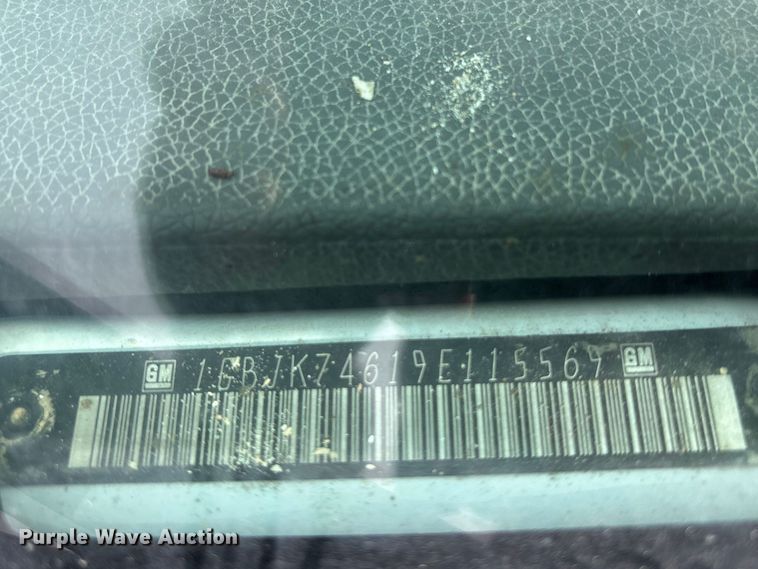 GM 1GBJK74619E115569 GM
Purple Wave Auction